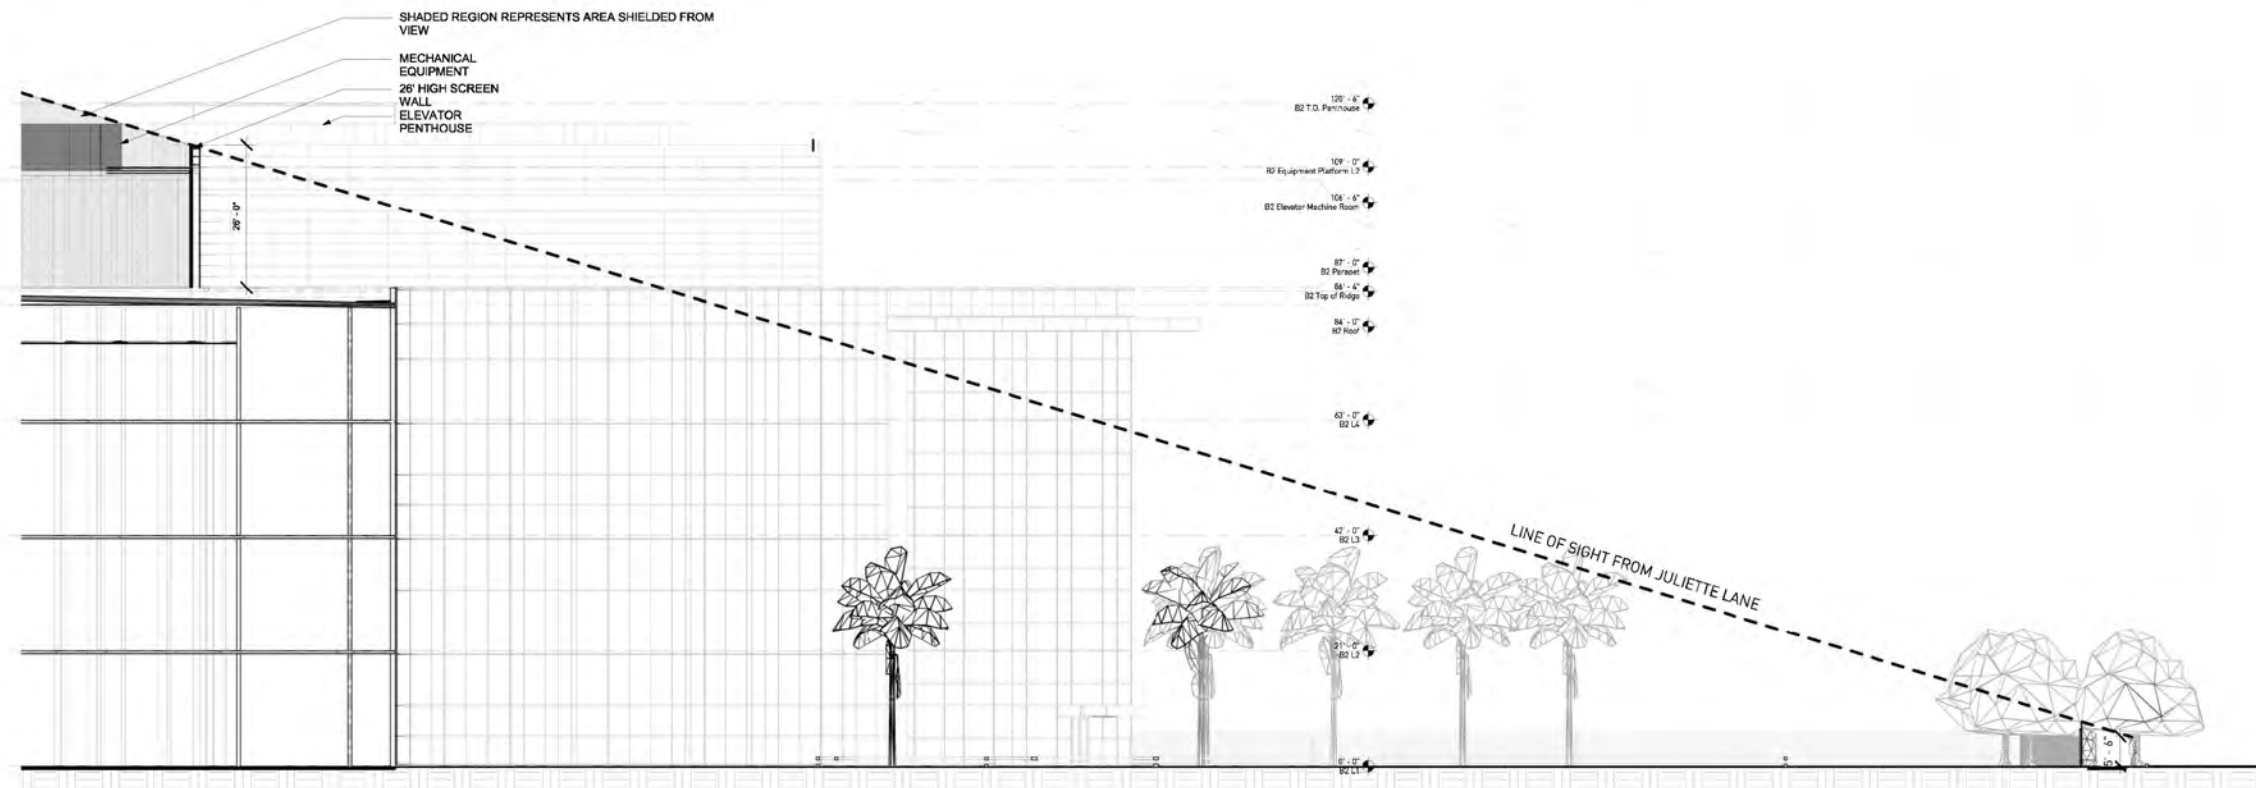 SHADED REGION REPRESENTS AREA SHIELDED FROM
VIEW
MECHANICAL
EQUIPMENT
26' HIGH SCREEN
WALL
ELEVATOR
PENTHOUSE
120' - 6"
B2 T.O. Penthouse
109' - 0"
B2 Equipment Platform L2
106' - 6"
B2 Elevator Machine Room
26' - 0"
87' - 0"
B2 Parapet
86' - 4"
B2 Top of Ridge
84' - 0"
B2 Roof
63' - 0"
B2 L4
42' - 0"
B2 L3
LINE OF SIGHT FROM JULIETTE LANE
21' - 0"
B2 L2
5' - 6"
0' - 0"
B2 L1